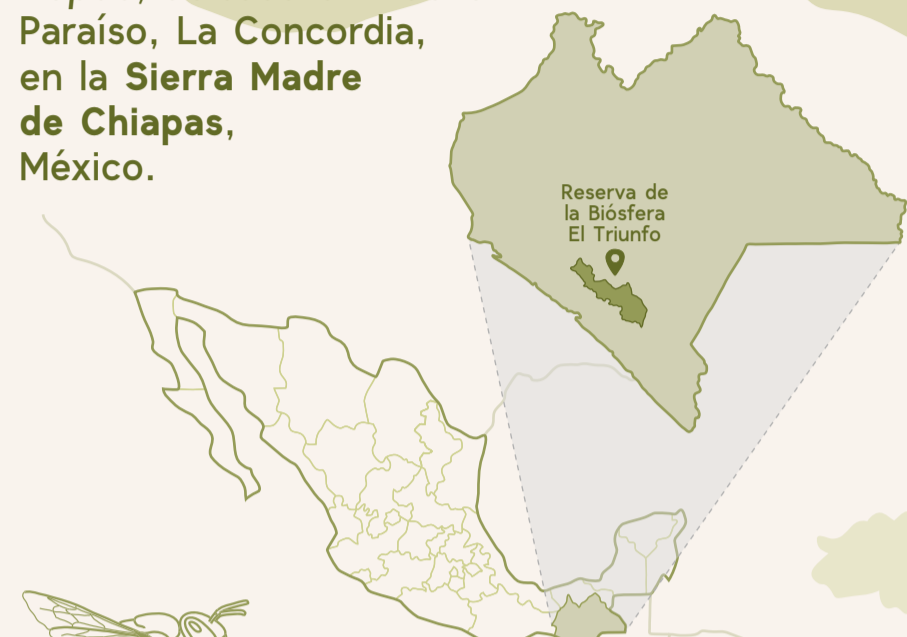 Paraíso, La Concordia,
en la Sierra Madre
de Chiapas,
México.
Reserva de
la Biósfera
El Triunfo